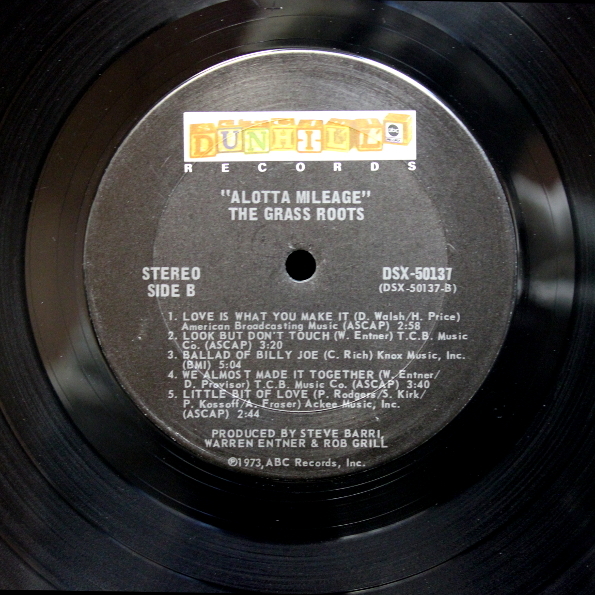 DUNHILL
abc
RECORDS
"ALOTTA MILEAGE"
THE GRASS ROOTS
STEREO
SIDE B
DSX-50137
(DSX-50137-B)
1. LOVE IS WHAT YOU MAKE IT (D. Walsh/H. Price)
American Broadcasting Music (ASCAP) 2:58
2. LOOK BUT DON'T TOUCH (W. Entner) T.C.B. Music
Co. (ASCAP) 3:20
3. BALLAD OF BILLY JOE (C. Rich) Knox Music, Inc.
(BMI) 5:04
4. WE ALMOST MADE IT TOGETHER (W. Entner/
D. Provisor) T.C.B. Music Co. (ASCAP) 3:40
5. LITTLE BIT OF LOVE (P. Rodgers/S. Kirk/
P. Kossoff/A. Fraser) Ackee Music, Inc.
(ASCAP) 2:44
PRODUCED BY STEVE BARRI,
WARREN ENTNER & ROB GRILL
℗1973, ABC Records, Inc.